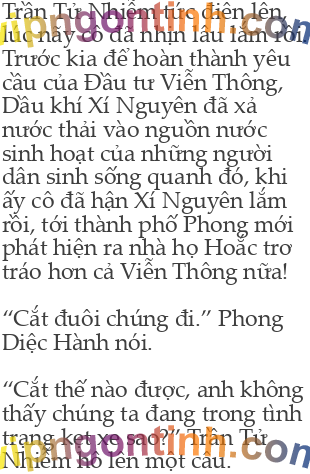 Trần Tử Nhiễm tức điên lên,
lúc này cô đã nhịn lâu lắm rồi.
vipngontinh.com
Trước kia để hoàn thành yêu
cầu của Đầu tư Viễn Thông,
Dầu khí Xí Nguyên đã xả
nước thải vào nguồn nước
sinh hoạt của những người
dân sinh sống quanh đó, khi
ấy cô đã hận Xí Nguyên lắm
rồi, tới thành phố Phong mới
phát hiện ra nhà họ Hoắc trơ
tráo hơn cả Viễn Thông nữa!
“Cắt đuôi chúng đi.” Phong
Diệc Hành nói.
“Cắt thế nào được, anh không
thấy chúng ta đang trong tình
trạng kẹt xe sao?” Trần Tử
Nhiễm hô lên một câu.
vipngontinh.com